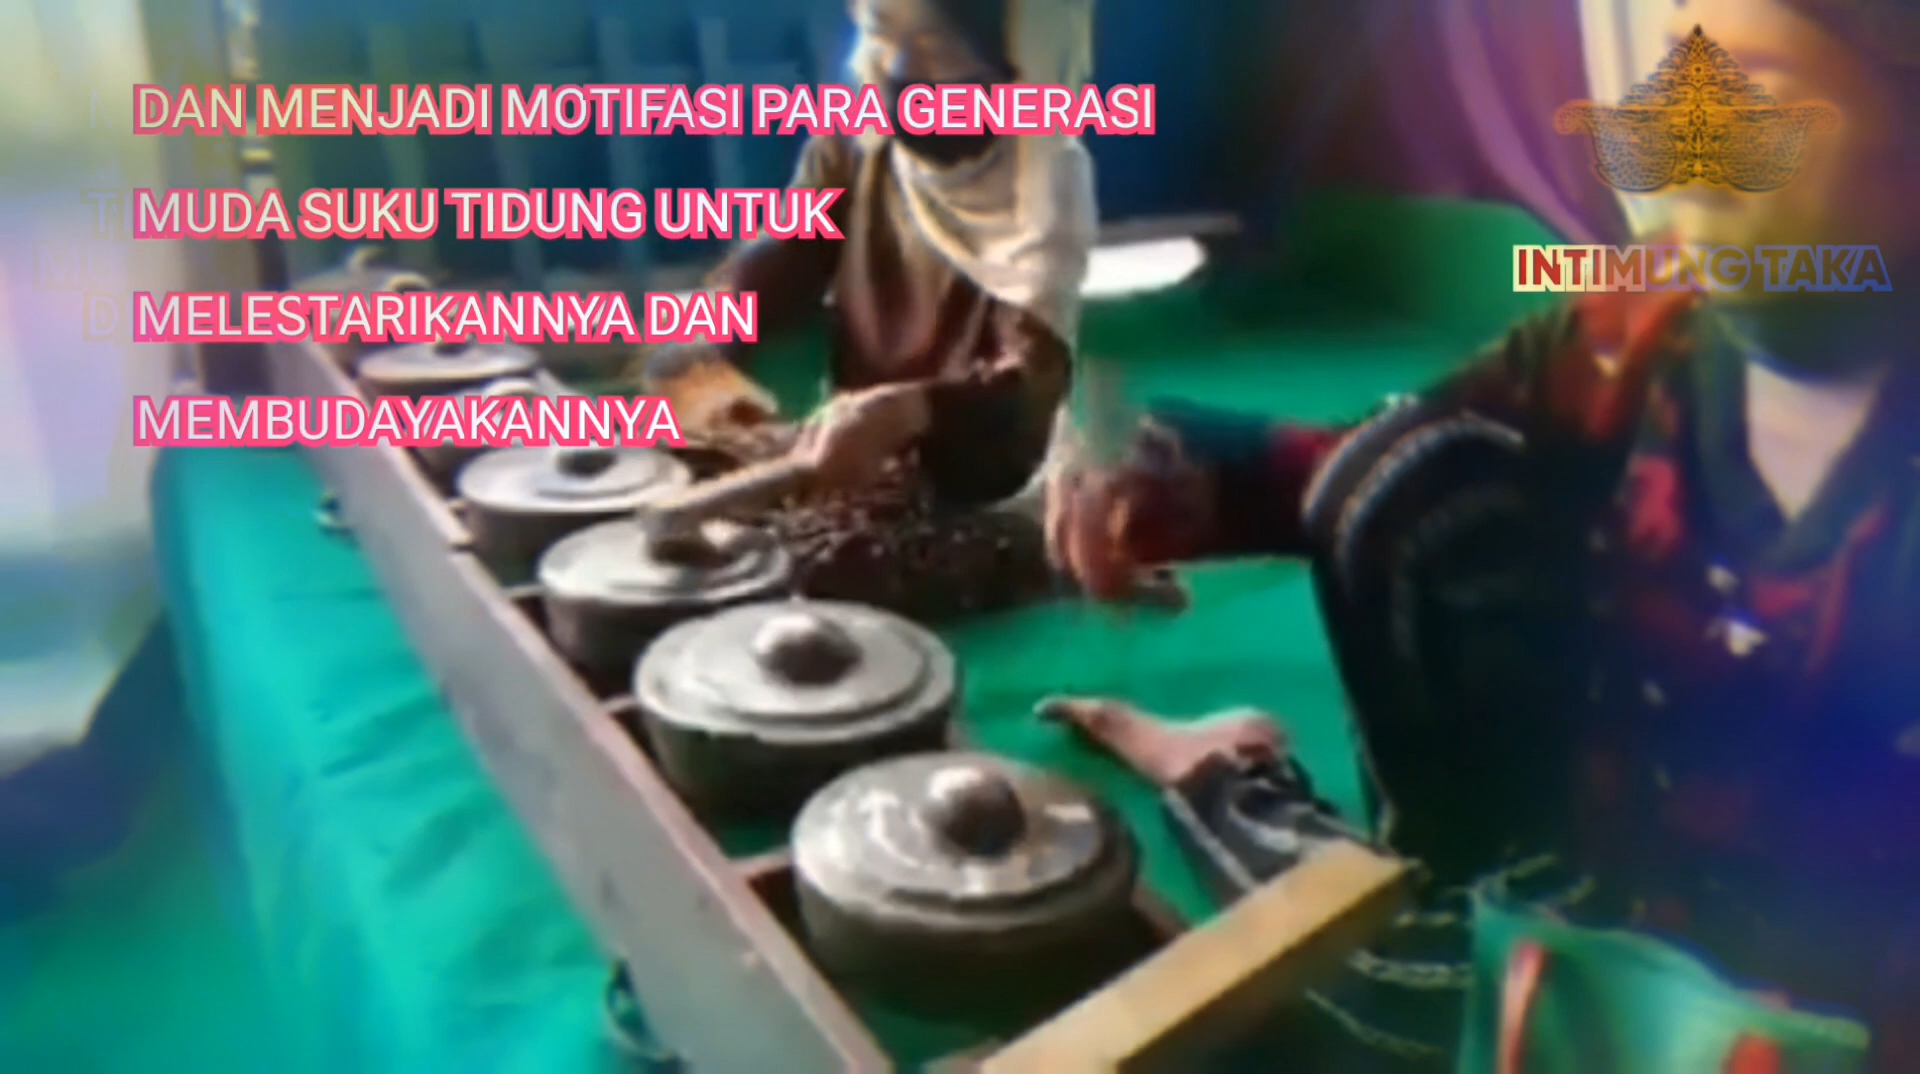 DAN MENJADI MOTIFASI PARA GENERASI
MUDA SUKU TIDUNG UNTUK
MELESTARIKANNYA DAN
MEMBUDAYAKANNYA
INTIMUNG TAKA